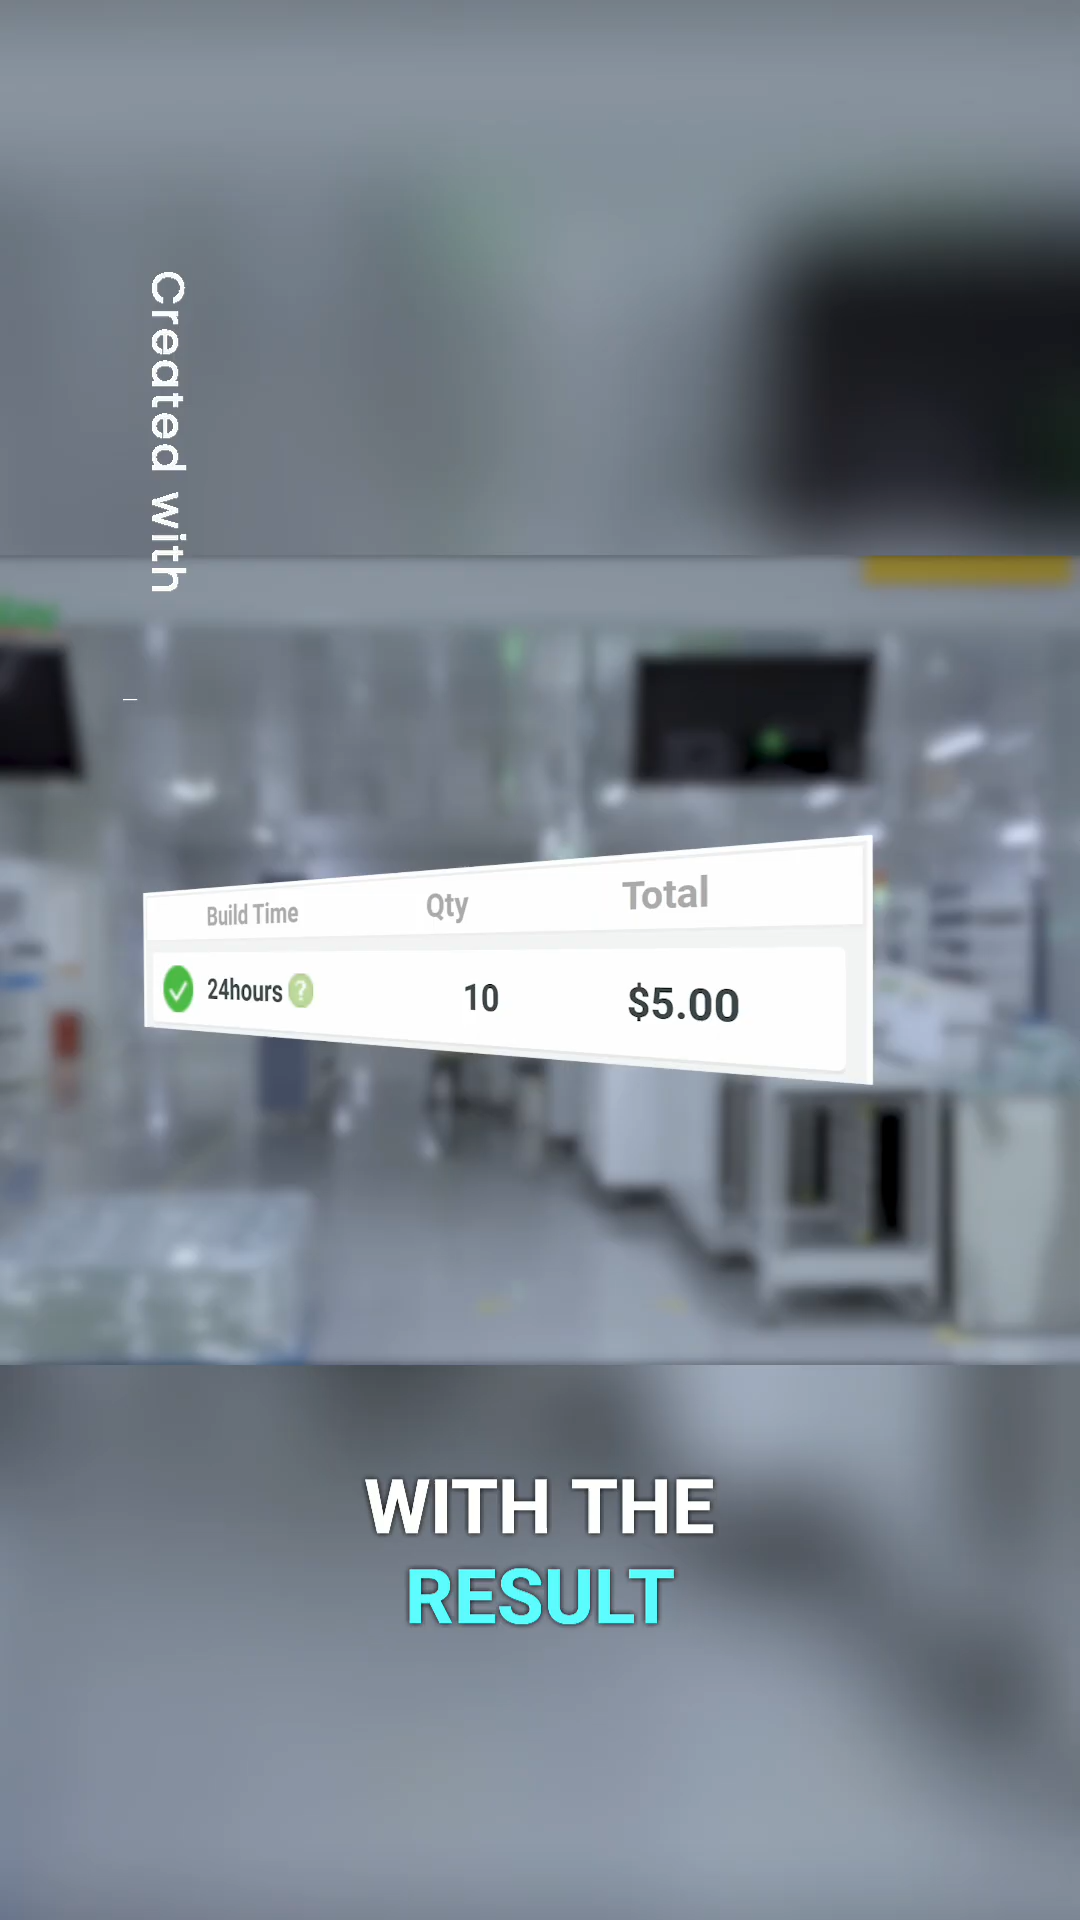 Created with
Build Time Qty Total
24hours ? 10 $5.00
WITH THE
RESULT